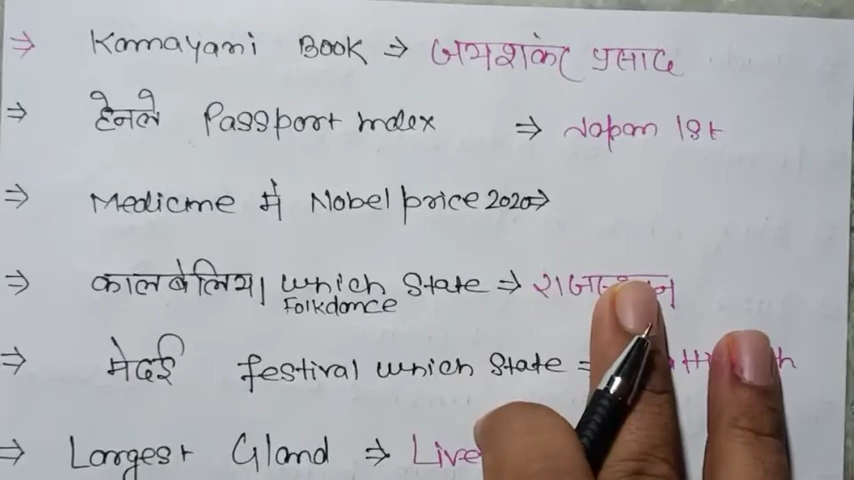 ⇒ Kamayani Book ⇒ जयशंकर प्रसाद
⇒ हेनले Passport Index ⇒ Japan 1st
⇒ Medicine में Nobel price 2020⇒
⇒ कालबेलिया which State ⇒
Folkdance
⇒ मेदई festival which State =
⇒ Largest Gland ⇒ Live